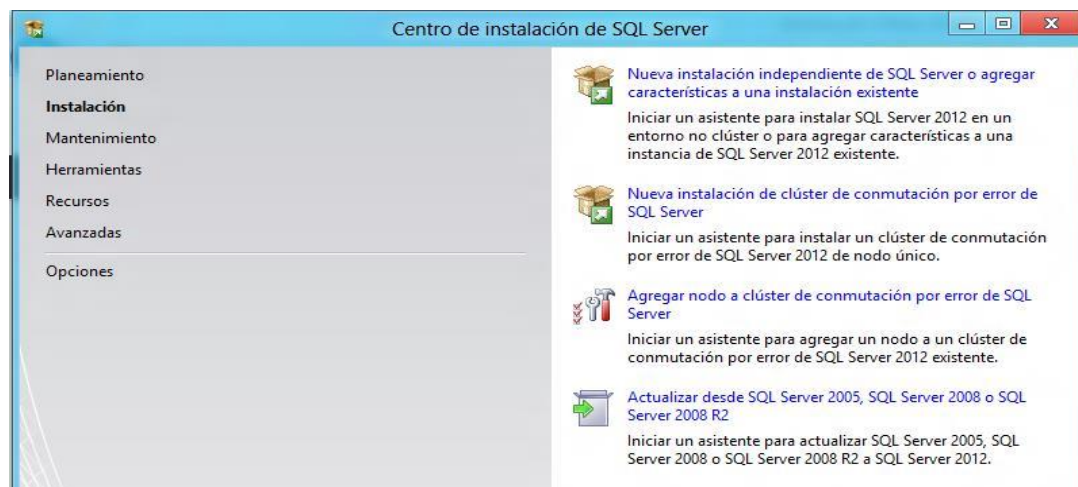 Centro de instalación de SQL Server
Planeamiento
Instalación
Mantenimiento
Herramientas
Recursos
Avanzadas
Opciones
Nueva instalación independiente de SQL Server o agregar
características a una instalación existente
Iniciar un asistente para instalar SQL Server 2012 en un
entorno no clúster o para agregar características a una
instancia de SQL Server 2012 existente.
Nueva instalación de clúster de conmutación por error de
SQL Server
Iniciar un asistente para instalar un clúster de conmutación
por error de SQL Server 2012 de nodo único.
Agregar nodo a clúster de conmutación por error de SQL
Server
Iniciar un asistente para agregar un nodo a un clúster de
conmutación por error de SQL Server 2012 existente.
Actualizar desde SQL Server 2005, SQL Server 2008 o SQL
Server 2008 R2
Iniciar un asistente para actualizar SQL Server 2005, SQL
Server 2008 o SQL Server 2008 R2 a SQL Server 2012.